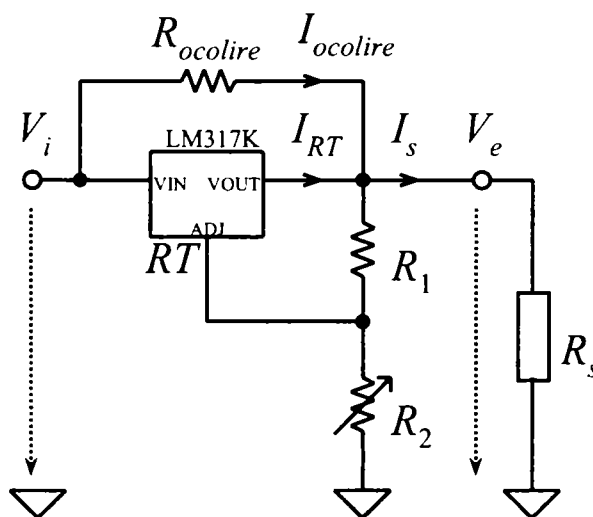 R_ocolire
I_ocolire
V_i
LM317K
I_RT
I_s
V_e
VIN
VOUT
ADJ
RT
R_1
R_s
R_2